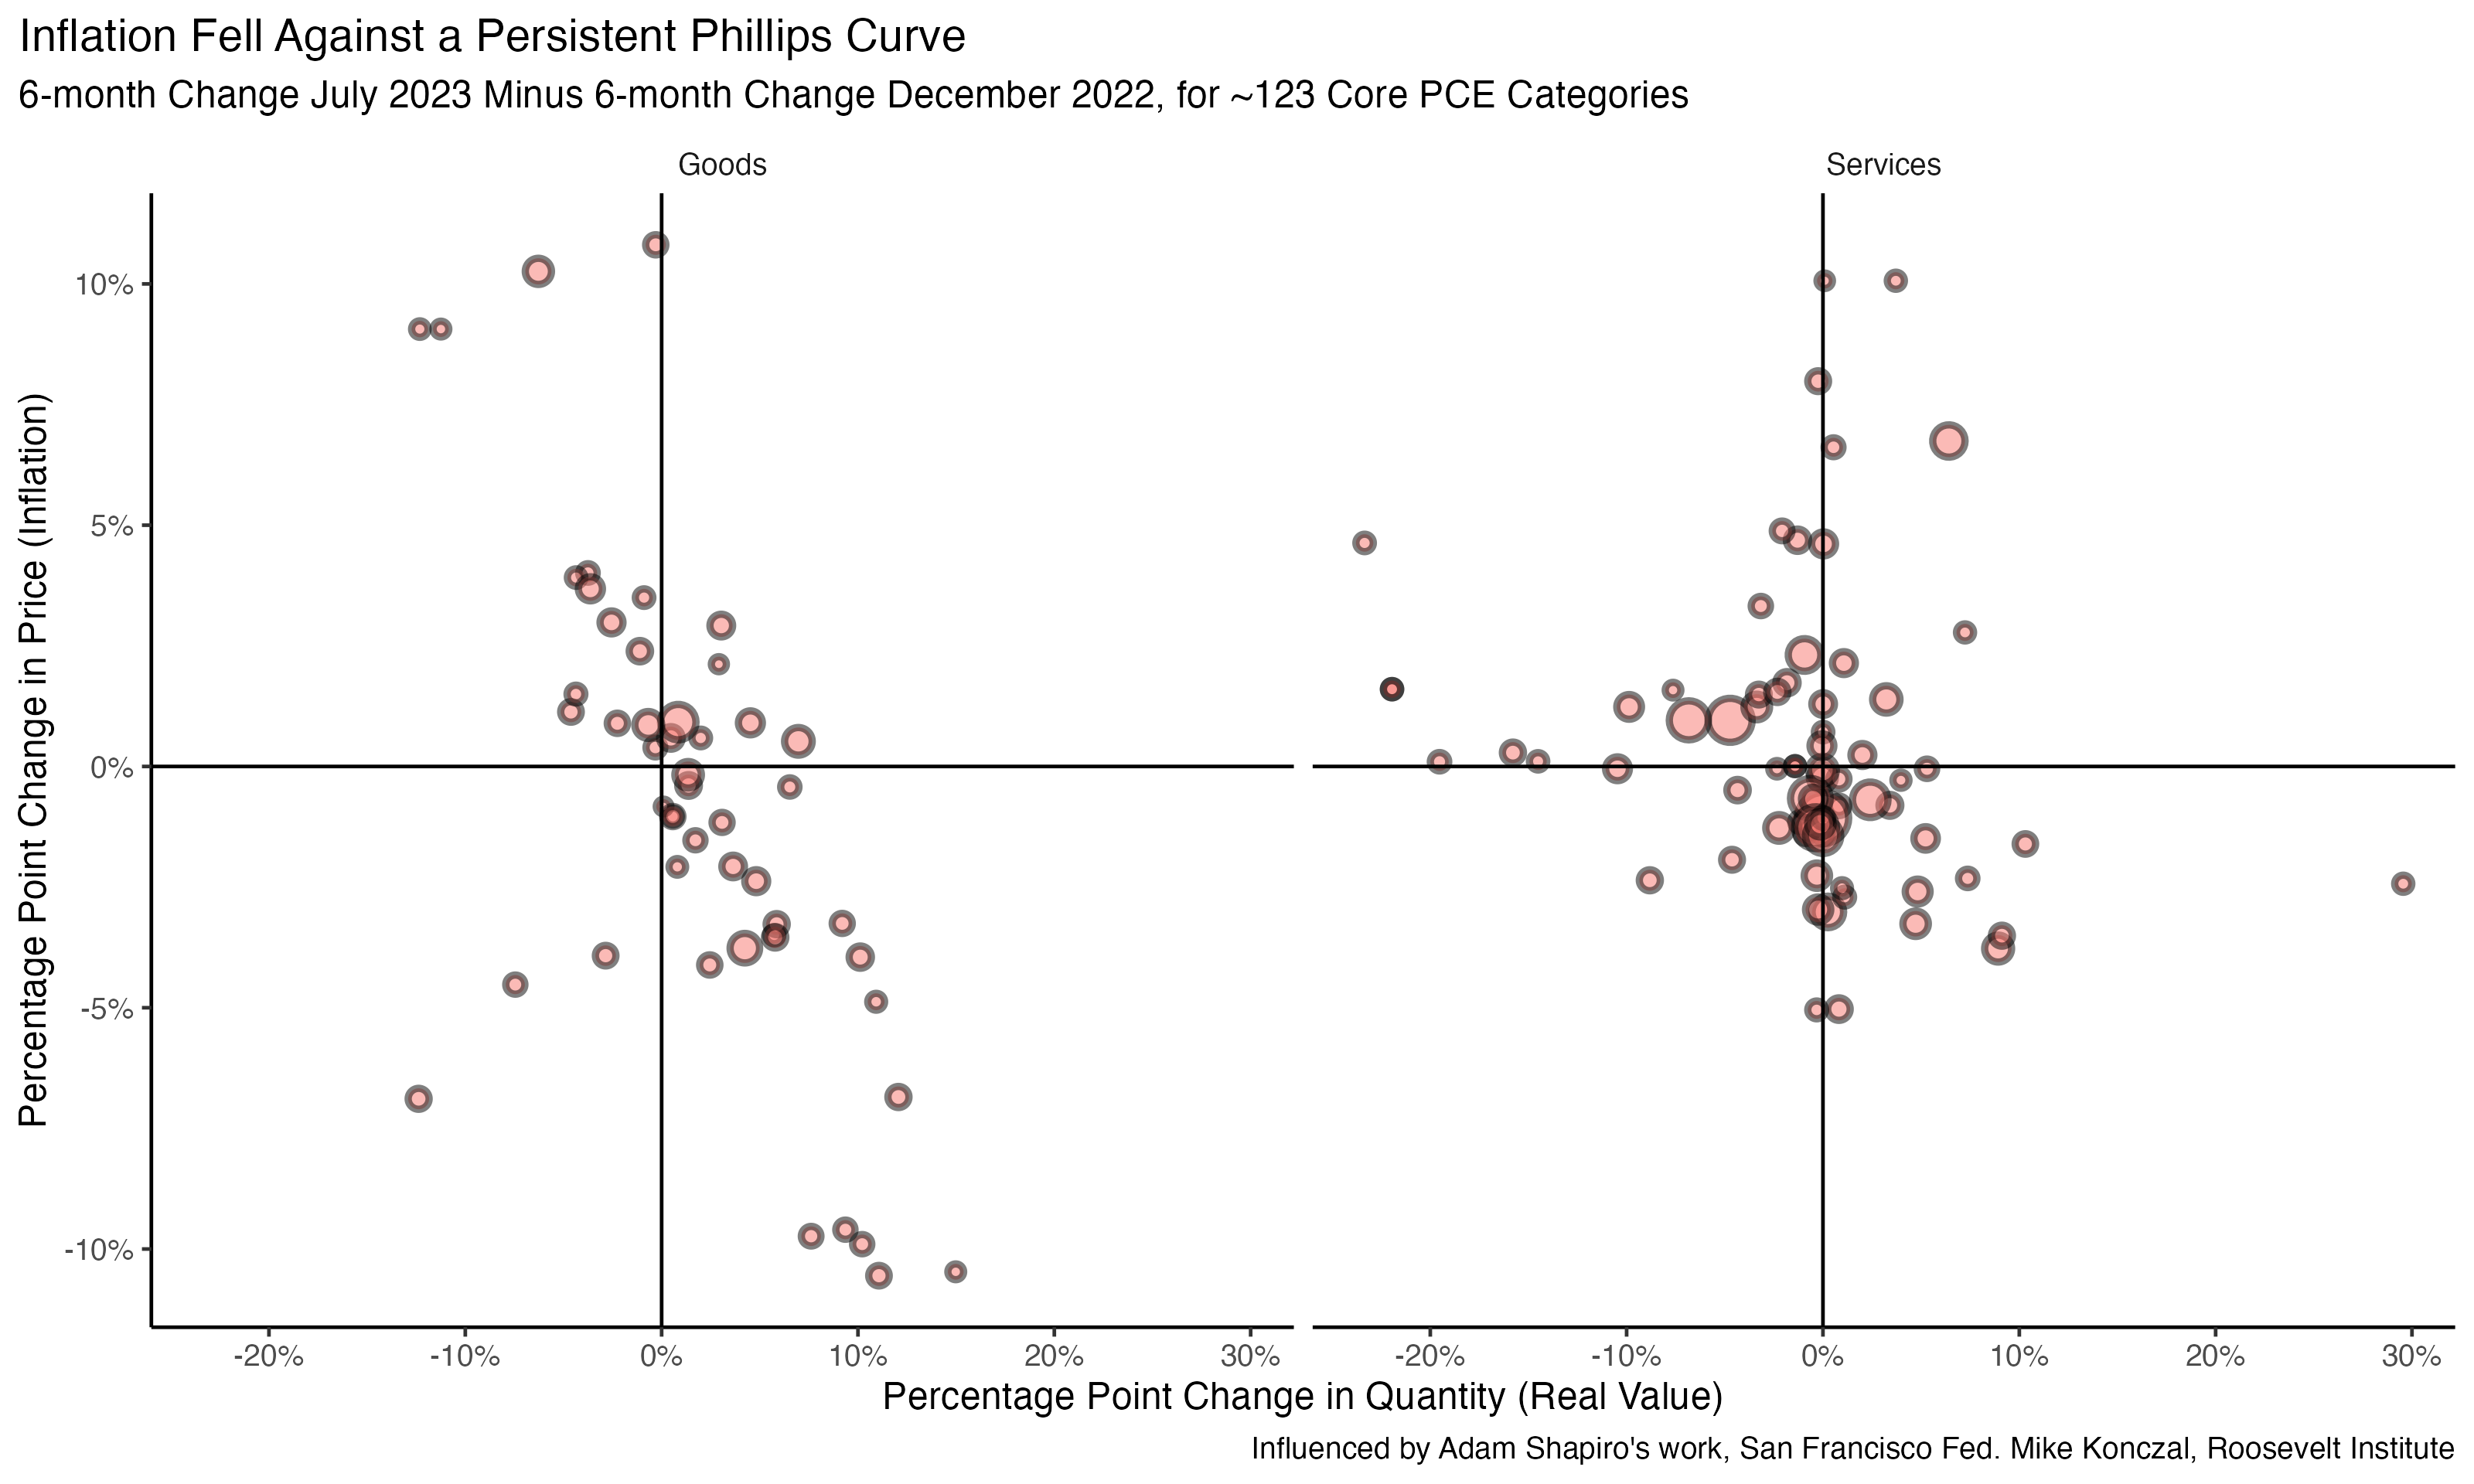 Inflation Fell Against a Persistent Phillips Curve
6-month Change July 2023 Minus 6-month Change December 2022, for ~123 Core PCE Categories
Goods
Services
Percentage Point Change in Price (Inflation)
10%
5%
0%
-5%
-10%
-20%
-10%
0%
10%
20%
30%
-20%
-10%
0%
10%
20%
30%
Percentage Point Change in Quantity (Real Value)
Influenced by Adam Shapiro's work, San Francisco Fed. Mike Konczal, Roosevelt Institute